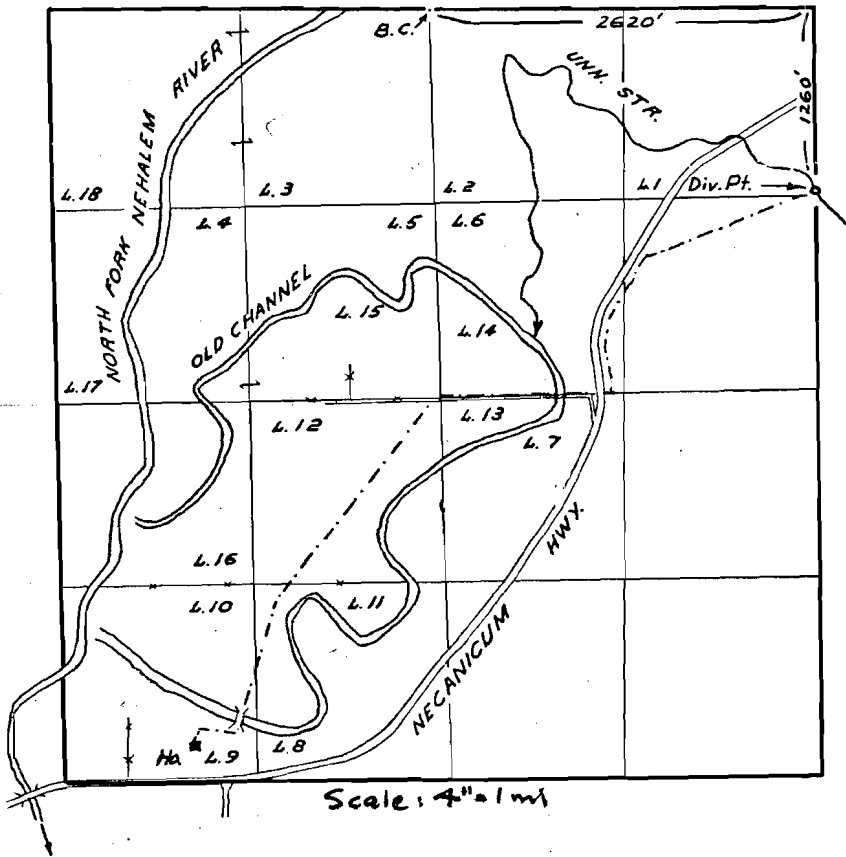 B.C.
2620'
UNN. STR.
1260'
NORTH FORK NEHALEM RIVER
L.18
L.3
L.2
L1
Div. Pt.
L.4
L.5
L.6
OLD CHANNEL
L.15
L.14
L.17
L.12
L.13
L.7
HWY.
L.16
L.10
L.11
NECANICUM
Ho.
L.9
L.8
Scale: 4"=1 mi